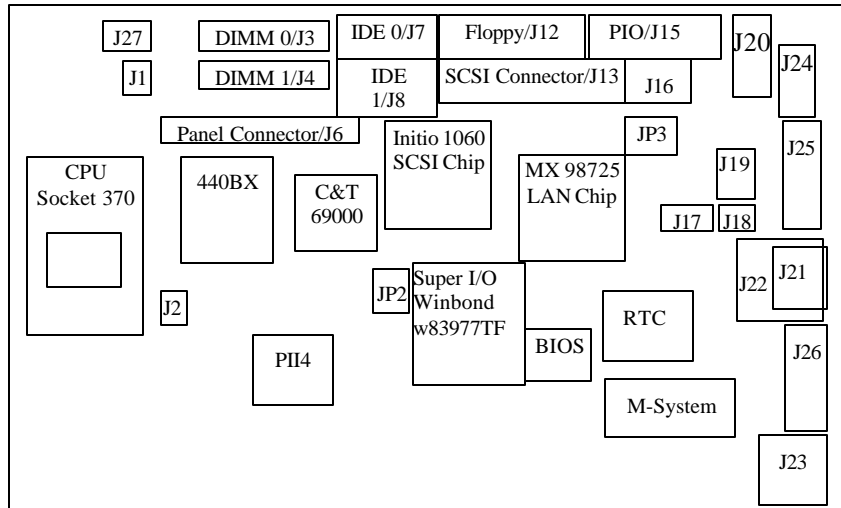 J27
DIMM 0/J3
IDE 0/J7
Floppy/J12
PIO/J15
J20
J24
J1
DIMM 1/J4
IDE
1/J8
SCSI Connector/J13
J16
Panel Connector/J6
Initio 1060
SCSI Chip
JP3
J25
CPU
Socket 370
440BX
C&T
69000
MX 98725
LAN Chip
J19
J17
J18
J2
JP2
Super I/O
Winbond
w83977TF
RTC
J22
J21
PII4
BIOS
J26
M-System
J23